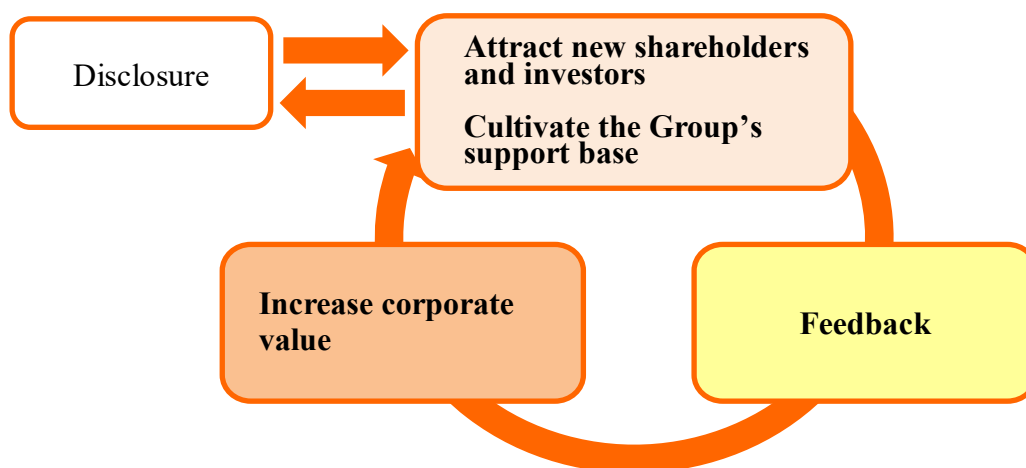 Disclosure
Attract new shareholders
and investors
Cultivate the Group’s
support base
Increase corporate
value
Feedback